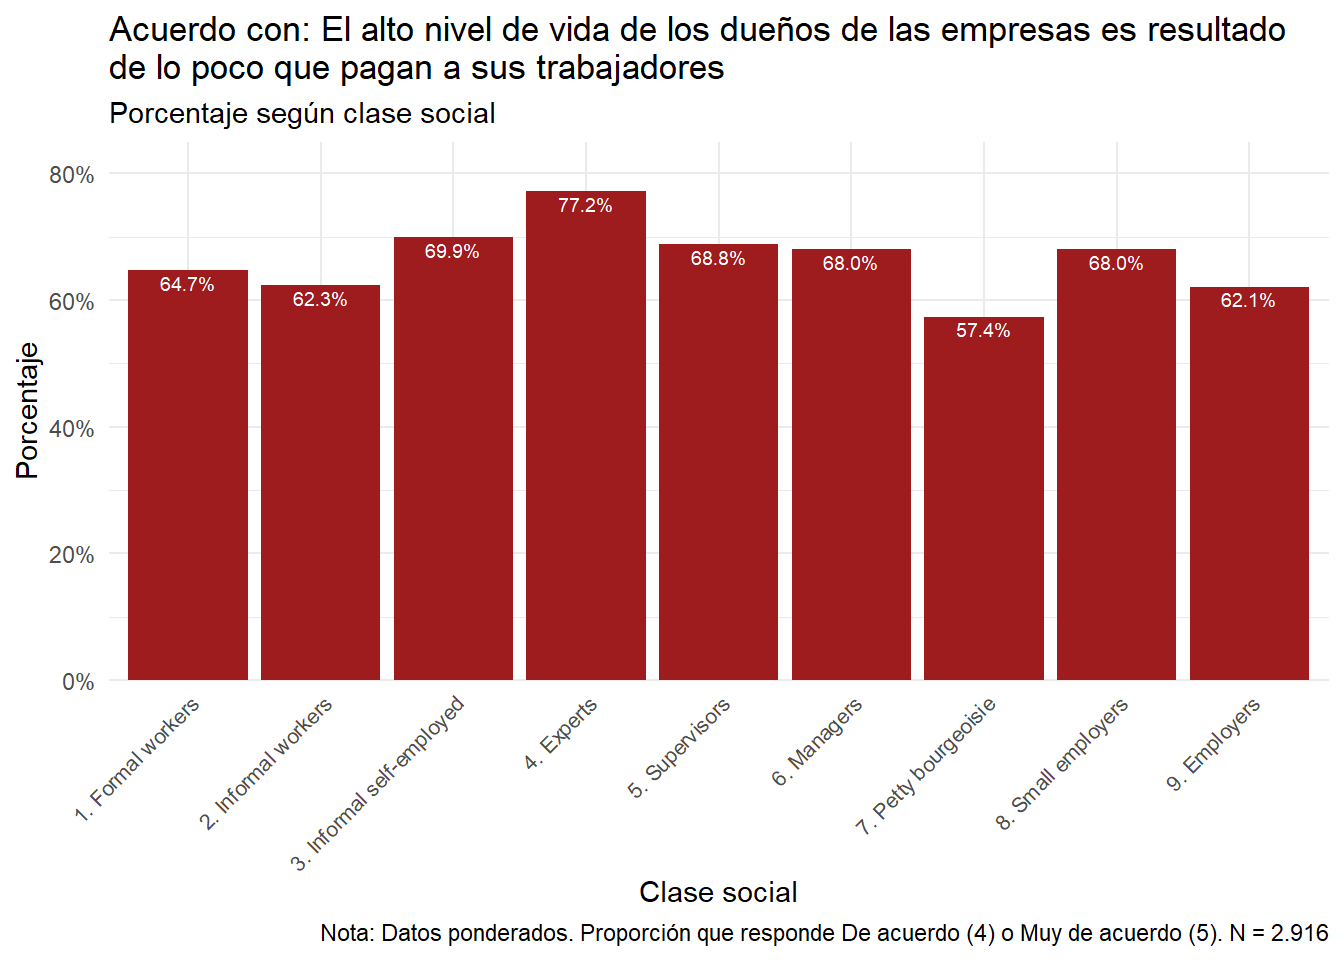 Acuerdo con: El alto nivel de vida de los dueños de las empresas es resultado
de lo poco que pagan a sus trabajadores
Porcentaje según clase social
Porcentaje
80%
60%
40%
20%
0%
64.7%
62.3%
69.9%
77.2%
68.8%
68.0%
57.4%
68.0%
62.1%
1. Formal workers
2. Informal workers
3. Informal self-employed
4. Experts
5. Supervisors
6. Managers
7. Petty bourgeoisie
8. Small employers
9. Employers
Clase social
Nota: Datos ponderados. Proporción que responde De acuerdo (4) o Muy de acuerdo (5). N = 2.916